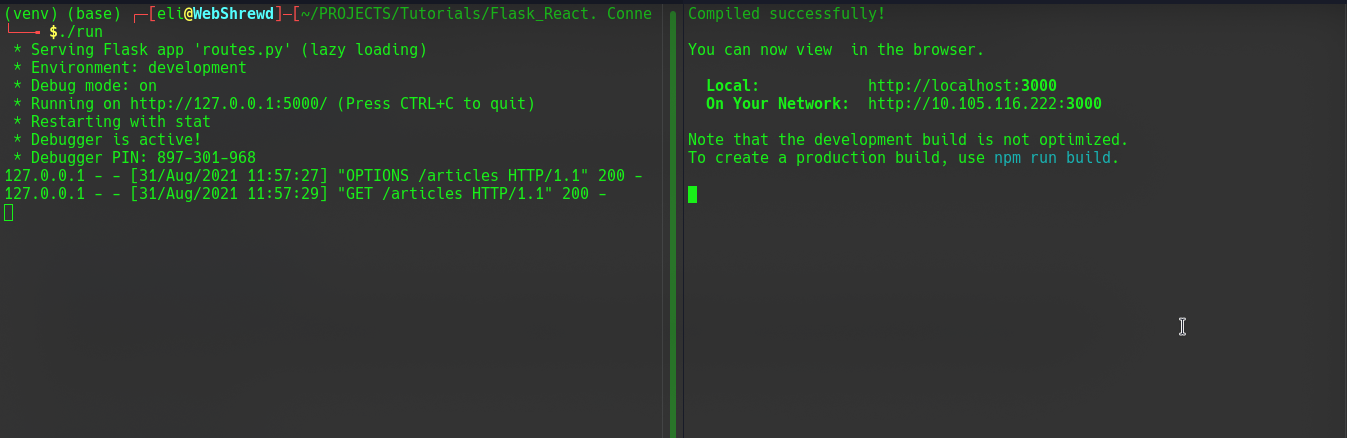 (venv) (base) ┌─[eli@WebShrewd]─[~/PROJECTS/Tutorials/Flask_React. Conne
└──╼ $./run
 * Serving Flask app 'routes.py' (lazy loading)
 * Environment: development
 * Debug mode: on
 * Running on http://127.0.0.1:5000/ (Press CTRL+C to quit)
 * Restarting with stat
 * Debugger is active!
 * Debugger PIN: 897-301-968
127.0.0.1 - - [31/Aug/2021 11:57:27] "OPTIONS /articles HTTP/1.1" 200 -
127.0.0.1 - - [31/Aug/2021 11:57:29] "GET /articles HTTP/1.1" 200 -
Compiled successfully!
You can now view  in the browser.
Local: http://localhost:3000
On Your Network: http://10.105.116.222:3000
Note that the development build is not optimized.
To create a production build, use npm run build.